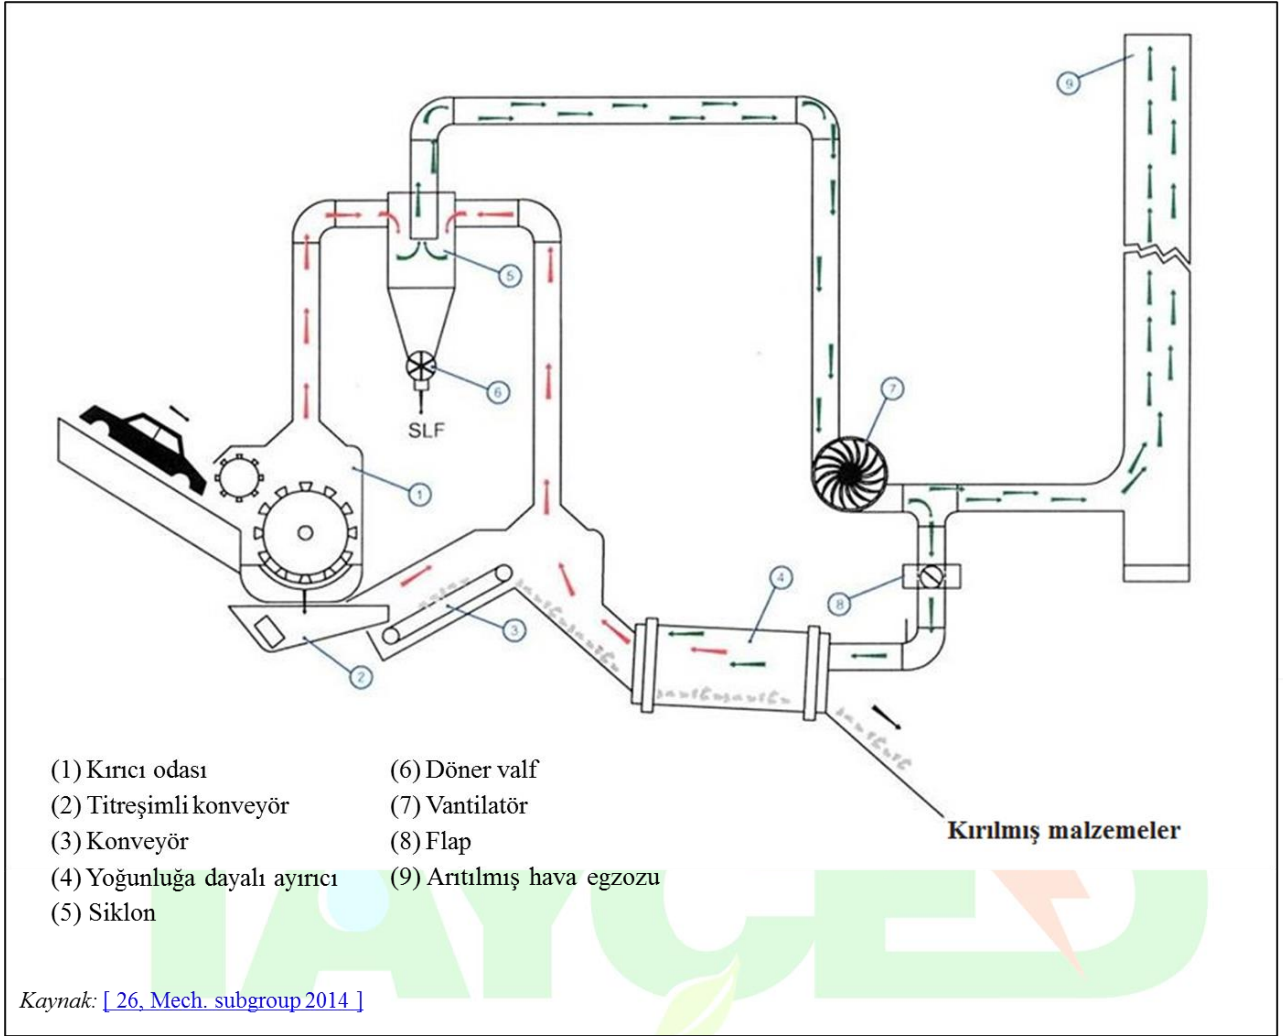 9
5
7
6
SLF
1
4
8
3
2
Kırılmış malzemeler
(1) Kırıcı odası
(2) Titreşimli konveyör
(3) Konveyör
(4) Yoğunluğa dayalı ayırıcı
(5) Siklon
(6) Döner valf
(7) Vantilatör
(8) Flap
(9) Arıtılmış hava egzozu
TAYÇED
Kaynak: [ 26, Mech. subgroup 2014 ]